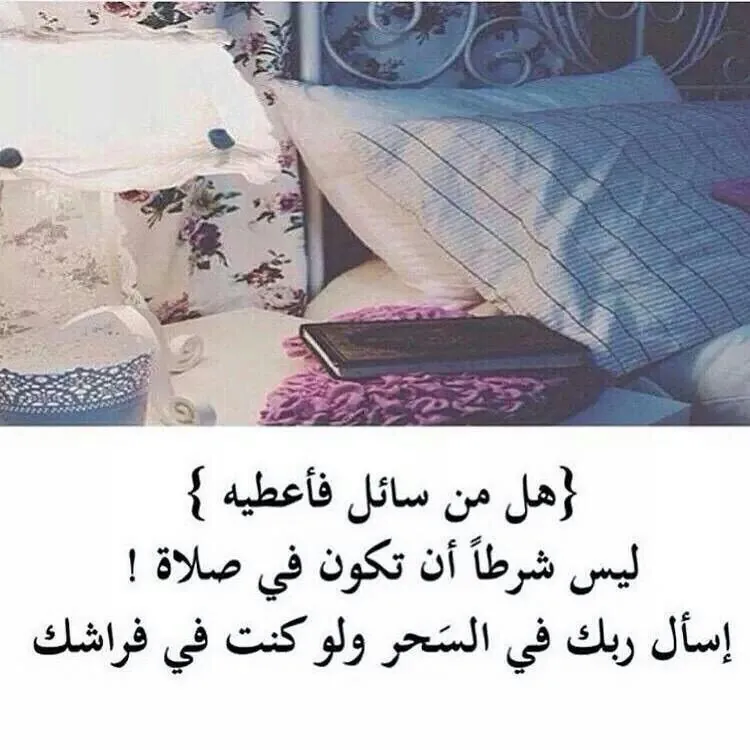 {هل من سائل فأعطيه }
ليس شرطاً أن تكون في صلاة !
إسأل ربك في السَحر ولو كنت في فراشك